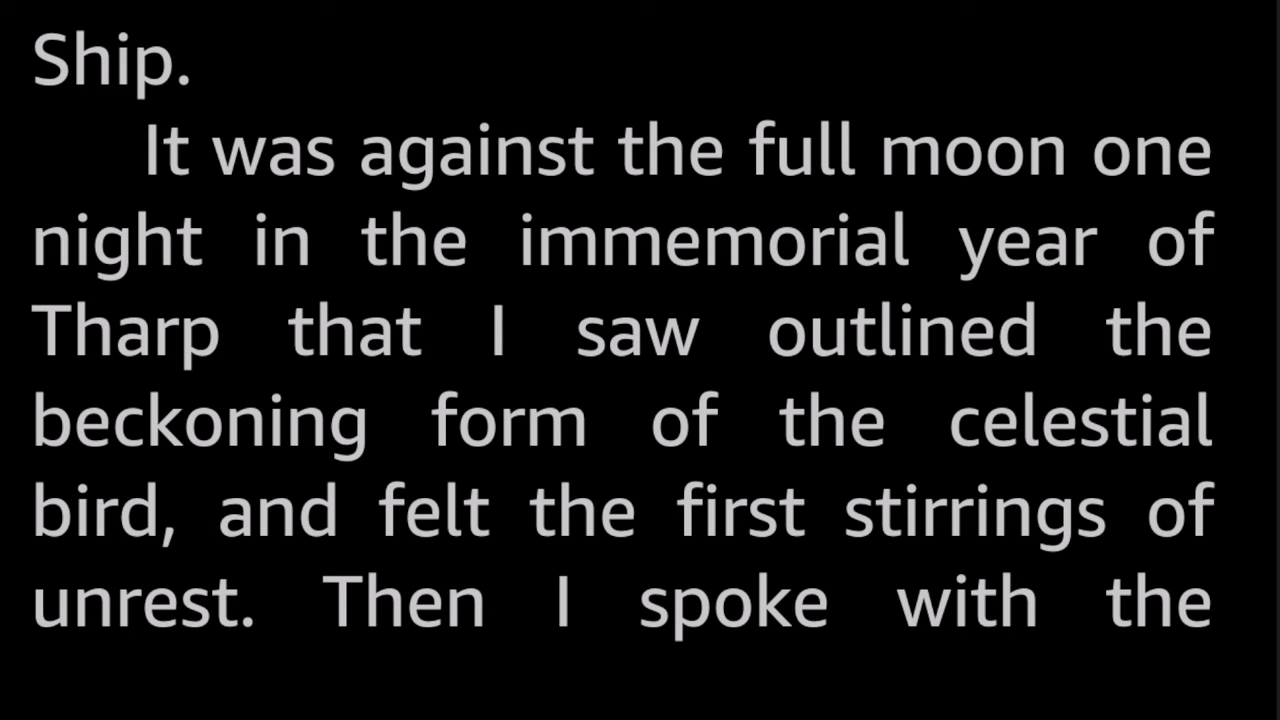 Ship.
It was against the full moon one
night in the immemorial year of
Tharp that I saw outlined the
beckoning form of the celestial
bird, and felt the first stirrings of
unrest. Then I spoke with the